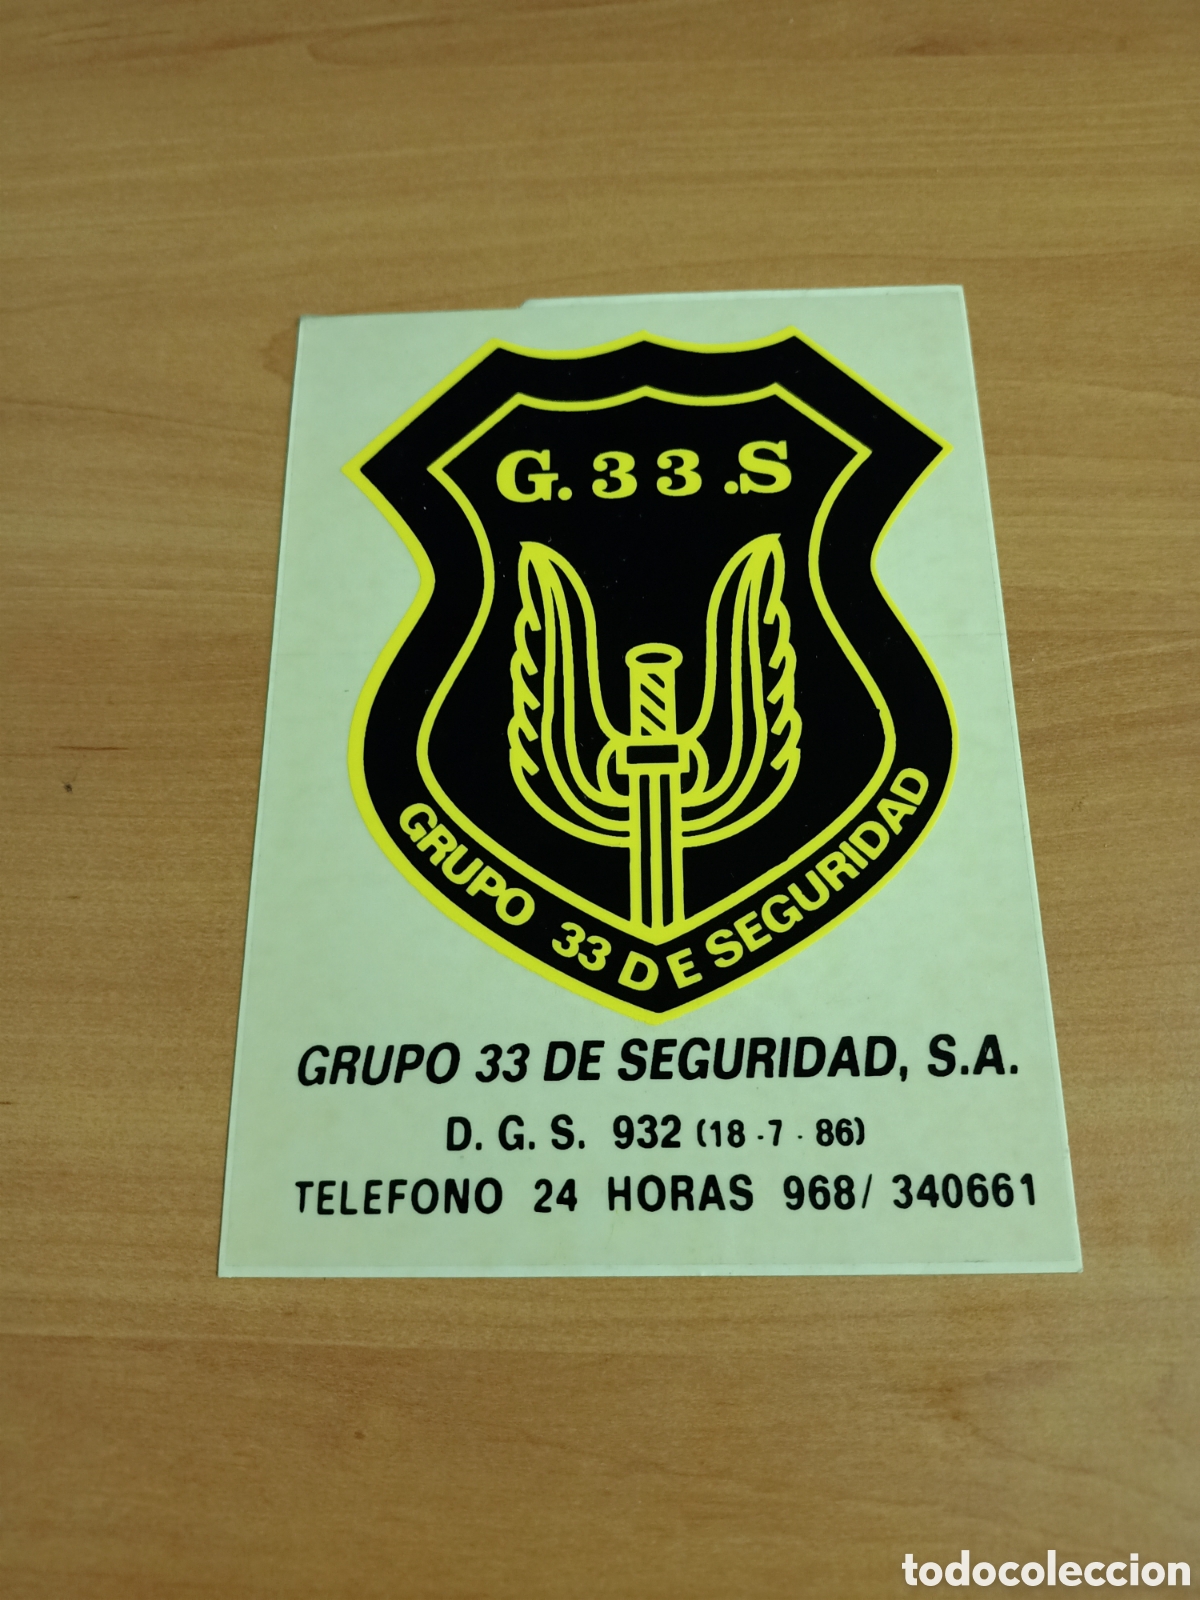 G. 33 .S
GRUPO 33 DE SEGURIDAD
GRUPO 33 DE SEGURIDAD, S.A.
D. G. S. 932 (18 - 7 - 86)
TELEFONO 24 HORAS 968/ 340661
todocoleccion